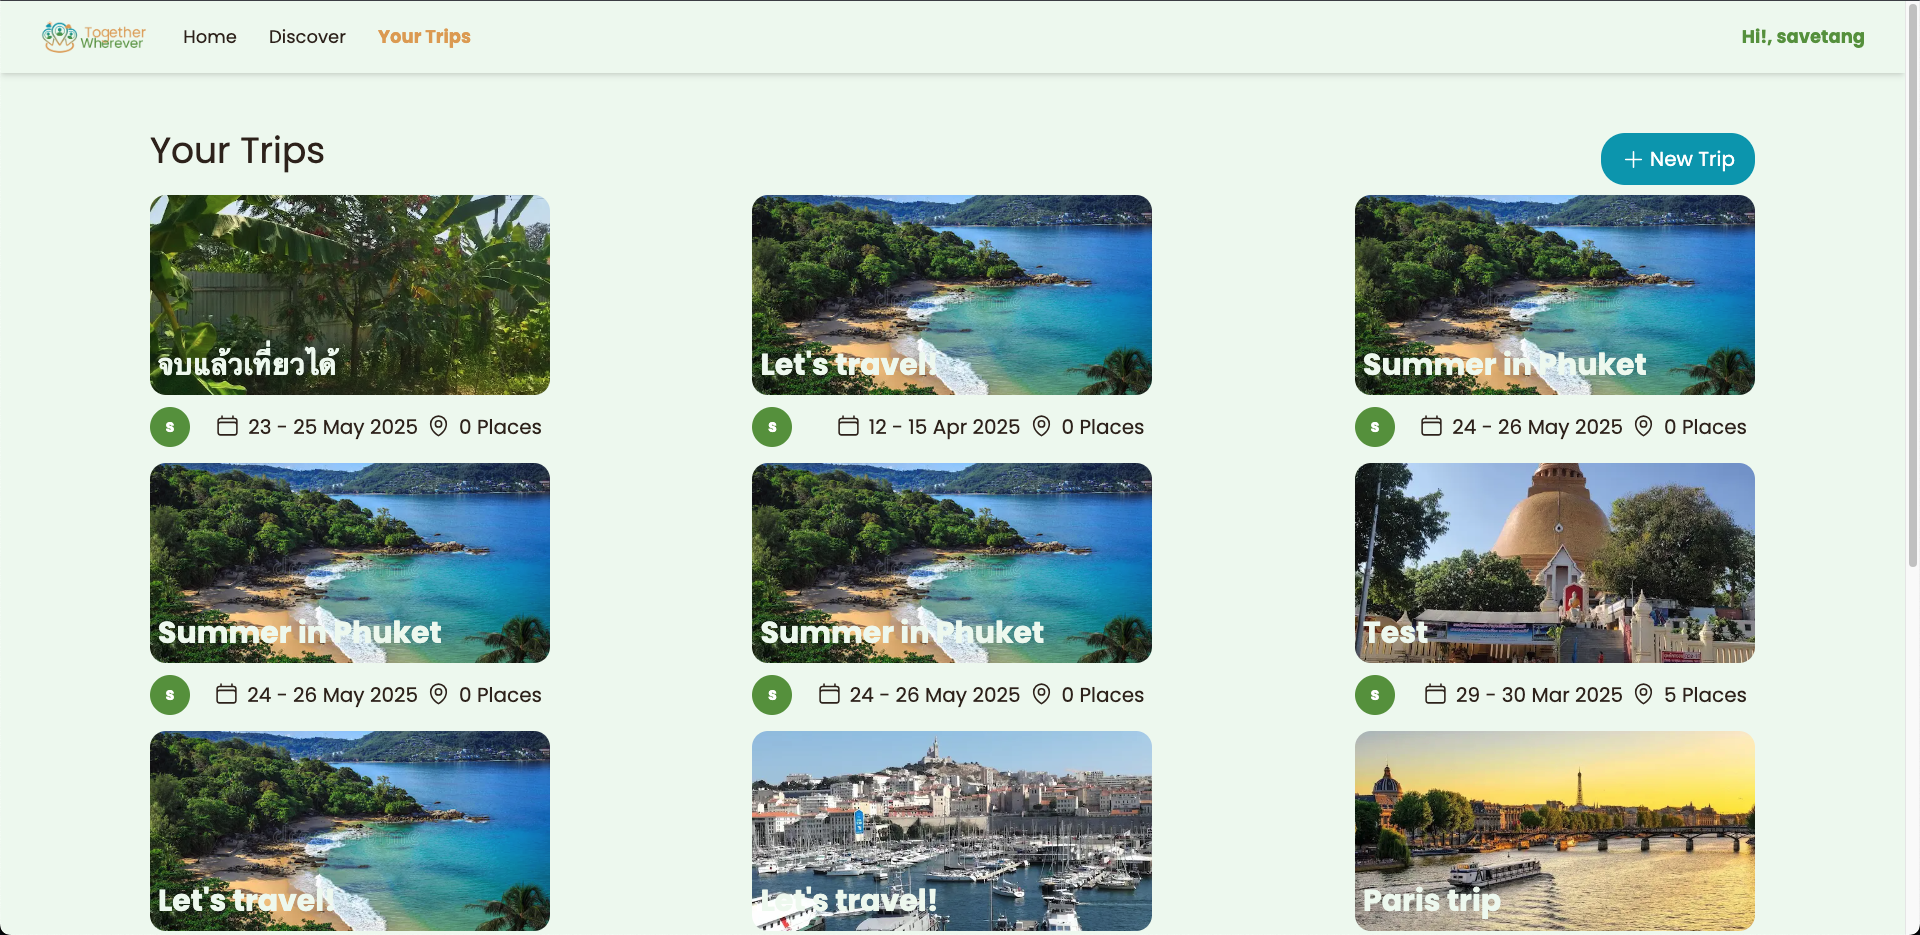 Together
Wherever
Home
Discover
Your Trips
Hi!, savetang
Your Trips
+ New Trip
จบแล้วเที่ยวได้
Let's travel!
Summer in Phuket
S
23 - 25 May 2025
0 Places
S
12 - 15 Apr 2025
0 Places
S
24 - 26 May 2025
0 Places
Summer in Phuket
Summer in Phuket
Test
S
24 - 26 May 2025
0 Places
S
24 - 26 May 2025
0 Places
S
29 - 30 Mar 2025
5 Places
Let's travel!
Let's travel!
Paris trip